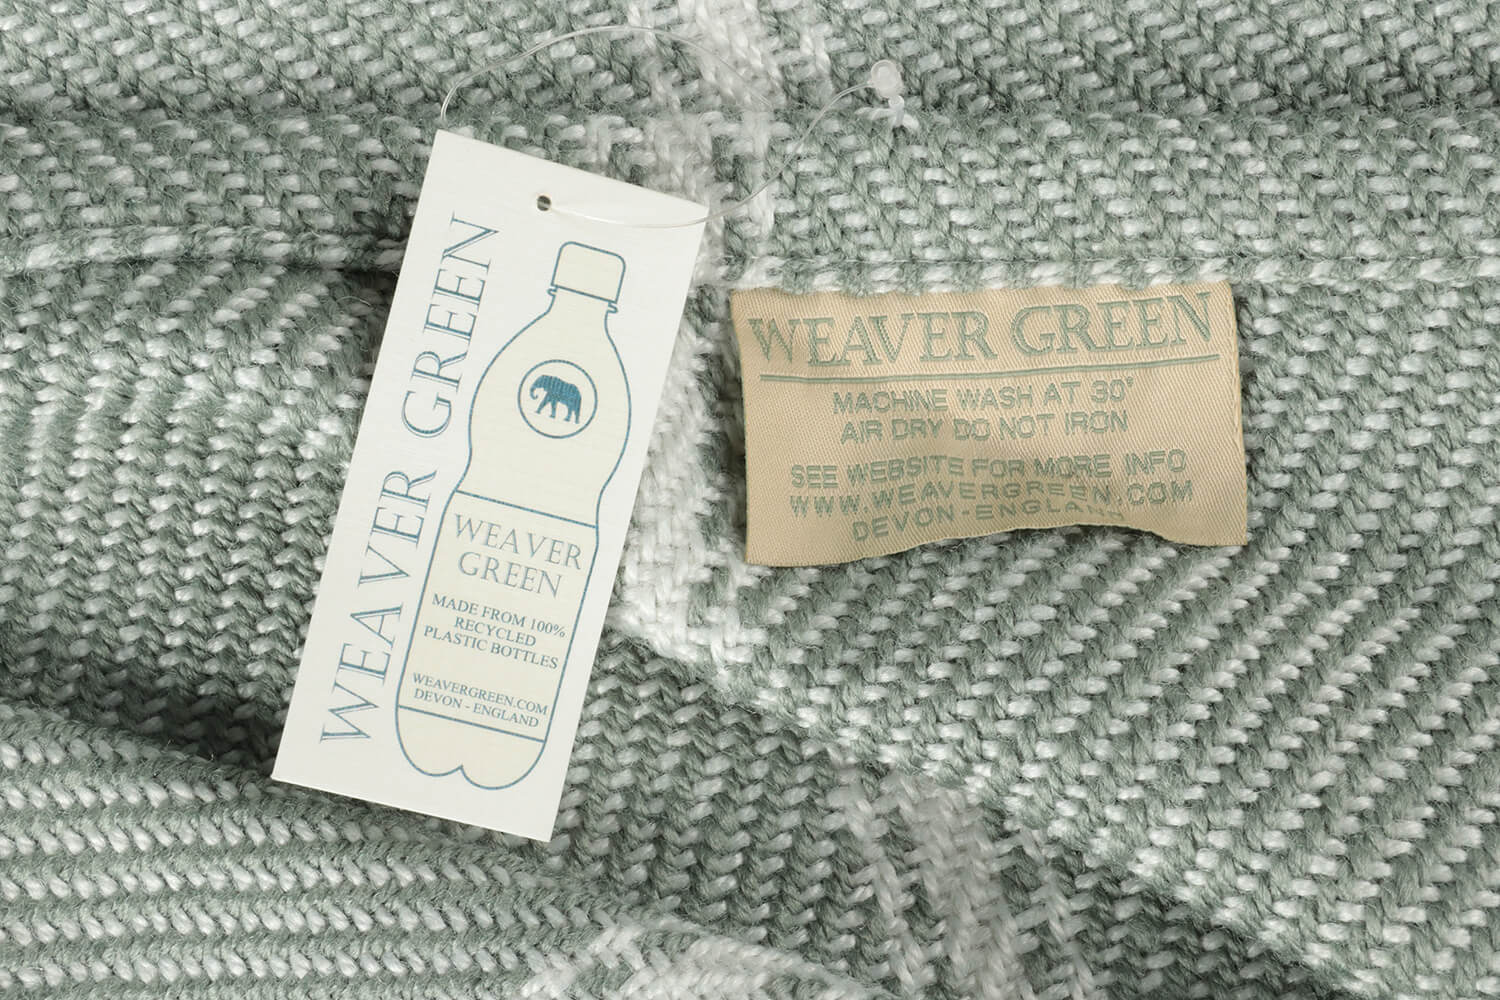 WEAVER GREEN
WEAVER
GREEN
MADE FROM 100%
RECYCLED
PLASTIC BOTTLES
WEAVERGREEN.COM
DEVON - ENGLAND
WEAVER GREEN
MACHINE WASH AT 30°
AIR DRY DO NOT IRON
SEE WEBSITE FOR MORE INFO
WWW.WEAVERGREEN.COM
DEVON-ENGLAND